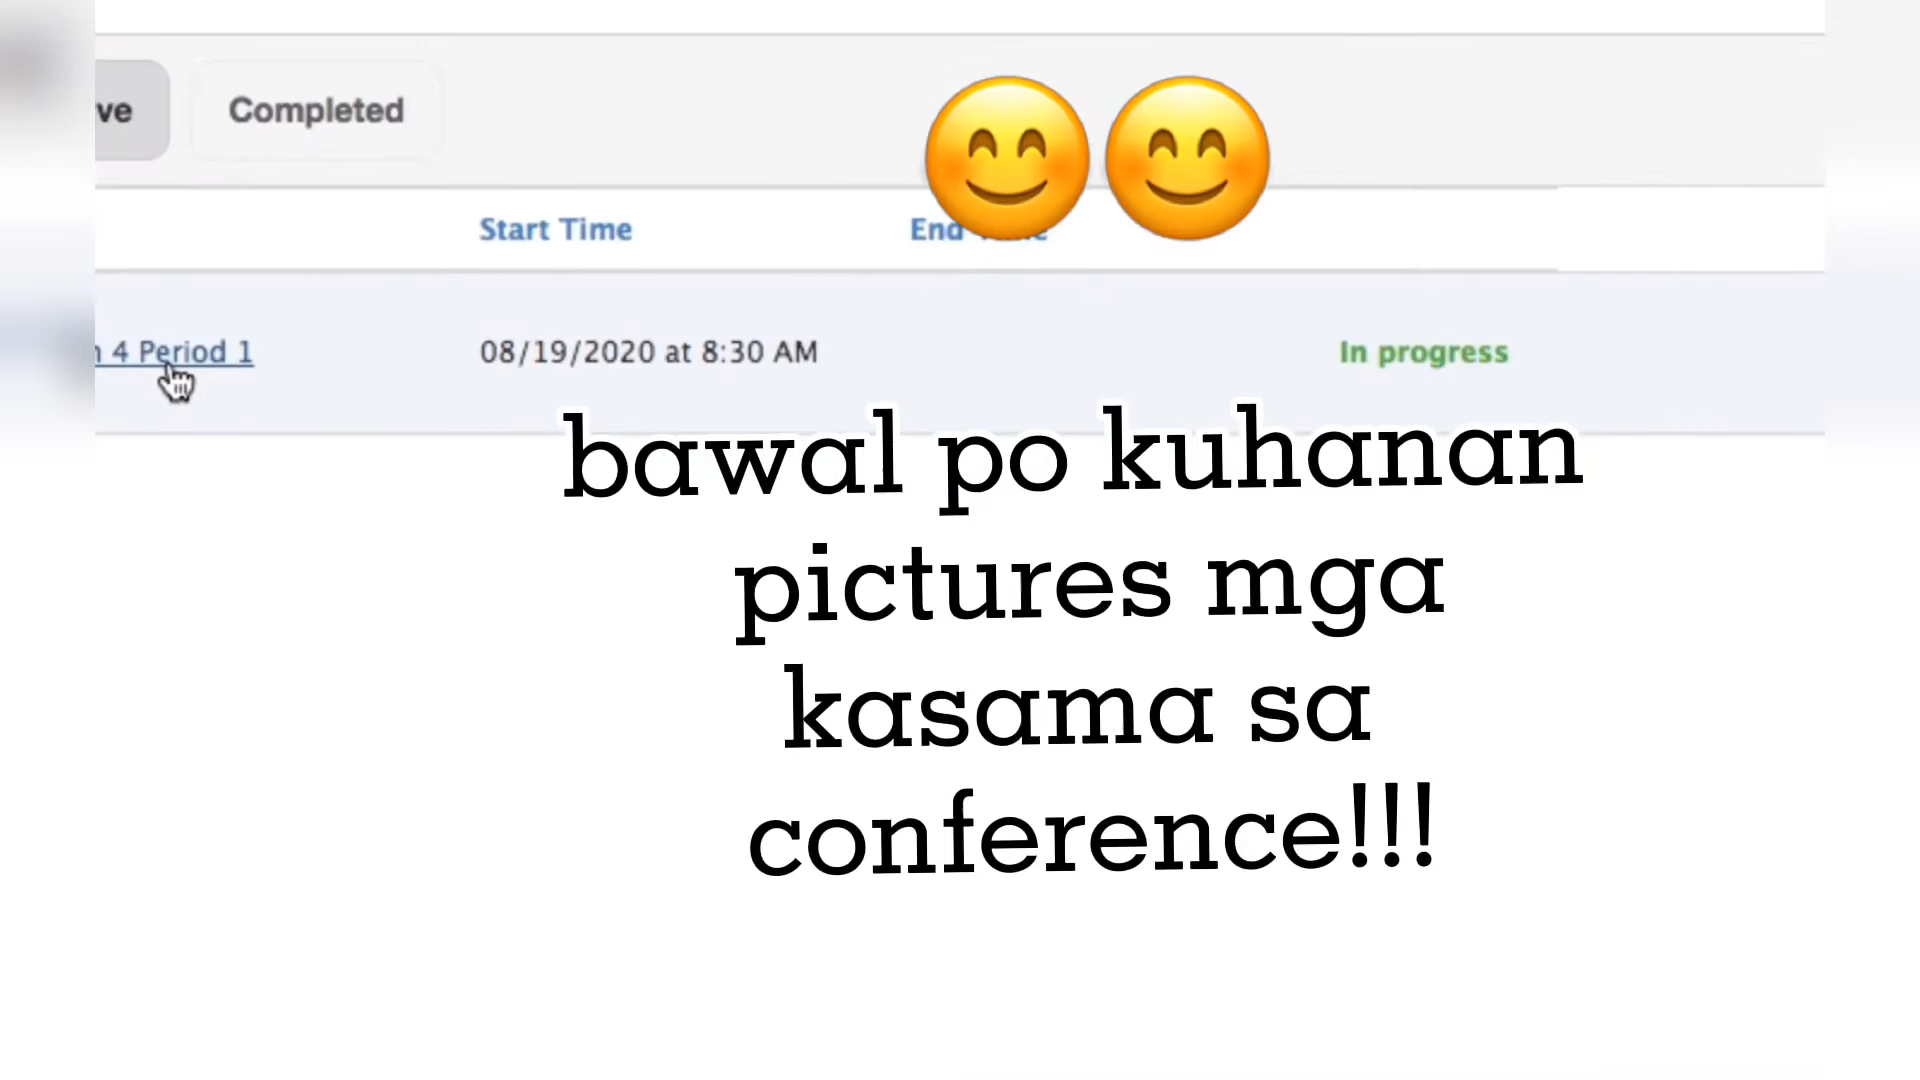 ve Completed
Start Time End
4 Period 1 08/19/2020 at 8:30 AM In progress
bawal po kuhanan
pictures mga
kasama sa
conference!!!